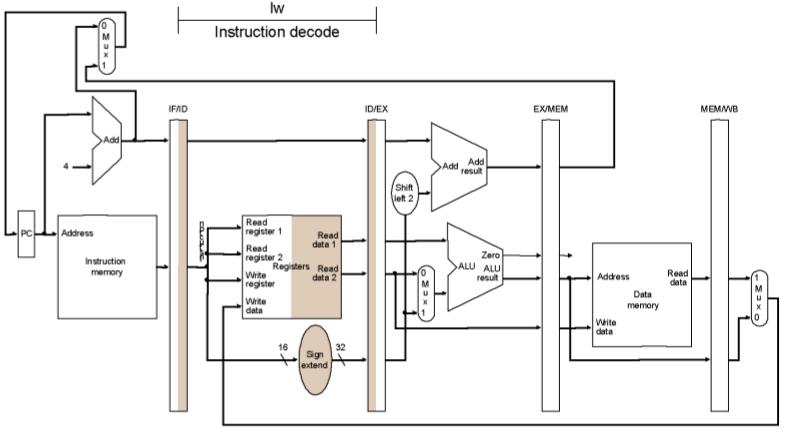 lw
Instruction decode
0
M
u
x
1
IF/ID
ID/EX
EX/MEM
MEM/WB
Add
4
Add
Add
result
Shift
left 2
PC
Address
Instruction
memory
Read
register 1
Read
register 2
Registers
Write
register
Write
data
Read
data 1
Read
data 2
0
M
u
x
1
Zero
ALU
ALU
result
Address
Read
data
Data
memory
Write
data
1
M
u
x
0
16
Sign
extend
32